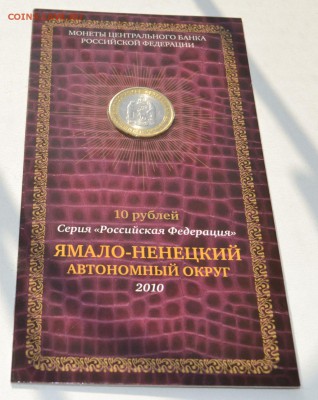 МОНЕТЫ ЦЕНТРАЛЬНОГО БАНКА
РОССИЙСКОЙ ФЕДЕРАЦИИ
10 рублей
Серия «Российская Федерация»
ЯМАЛО-НЕНЕЦКИЙ
АВТОНОМНЫЙ ОКРУГ
2010